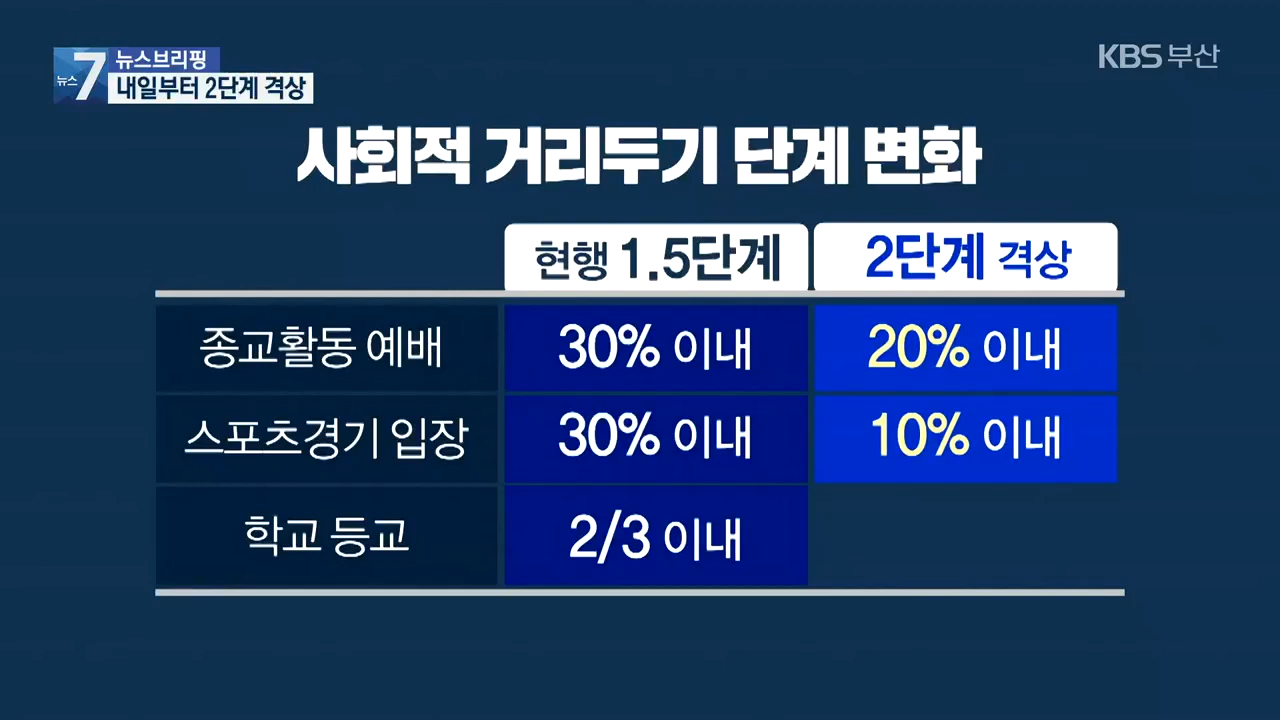 뉴스 7
뉴스브리핑
내일부터 2단계 격상
KBS 부산
사회적 거리두기 단계 변화
현행 1.5단계 2단계 격상
종교활동 예배 30% 이내 20% 이내
스포츠경기 입장 30% 이내 10% 이내
학교 등교 2/3 이내